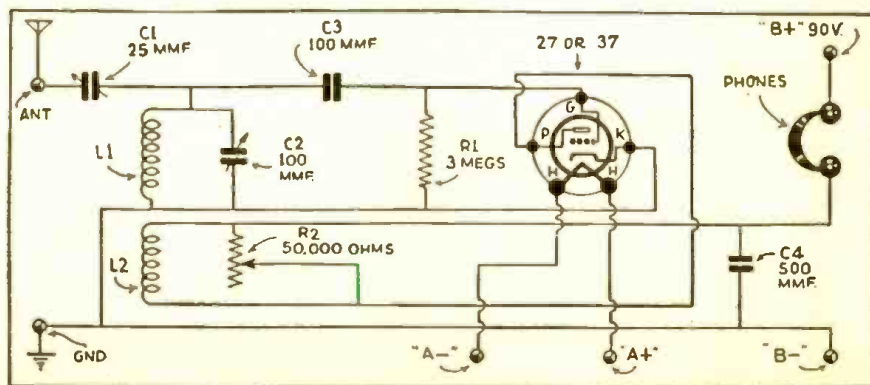 C1
25 MMF.
C3
100 MMF.
27 OR 37
"B+" 90V.
ANT
PHONES
G
P
K
H
H
L1
C2
100
MMF.
R1
3 MEGS
R2
50,000 OHMS
L2
C4
500
MMF.
GND
"A-"
"A+"
"B-"